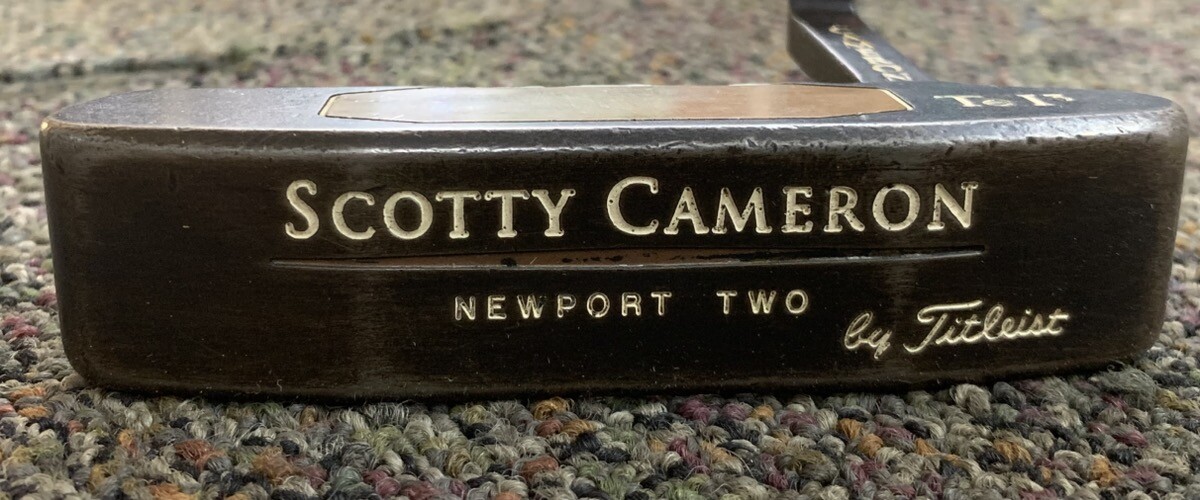 TeI3
SCOTTY CAMERON
NEWPORT TWO
by Titleist